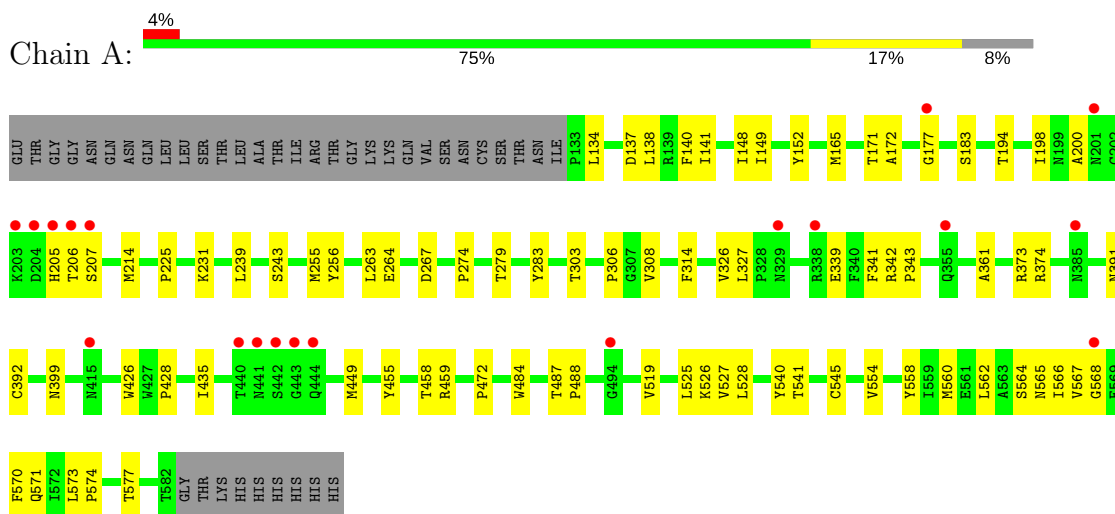 4%
Chain A:
75% 17% 8%
GLU THR GLY GLY ASN GLN ASN GLN LEU LEU SER THR LEU ALA THR ILE ARG THR GLY LYS LYS GLN VAL SER ASN CYS SER THR ASN ILE P133 L134 D137 L138 R139 F140 I141 I148 I149 Y152 M165 T171 A172 G177 S183 T194 I198 N199 A200 N201 G202
K203 D204 H205 T206 S207 M214 P225 K231 L239 S243 M255 Y256 L263 E264 D267 P274 T279 Y283 T303 P306 G307 V308 F314 V326 L327 P328 N329 R338 E339 F340 F341 R342 P343 Q355 A361 R373 R374 N385 N391
C392 N399 N415 W426 W427 P428 I435 T440 N441 S442 G443 Q444 M449 Y455 T458 R459 P472 W484 T487 P488 G494 V519 L525 K526 V527 L528 Y540 T541 C545 V554 Y558 I559 M560 E561 L562 A563 S564 N565 I566 V567 G568 F569
F570 Q571 I572 L573 P574 T577 T582 GLY THR LYS HIS HIS HIS HIS HIS HIS